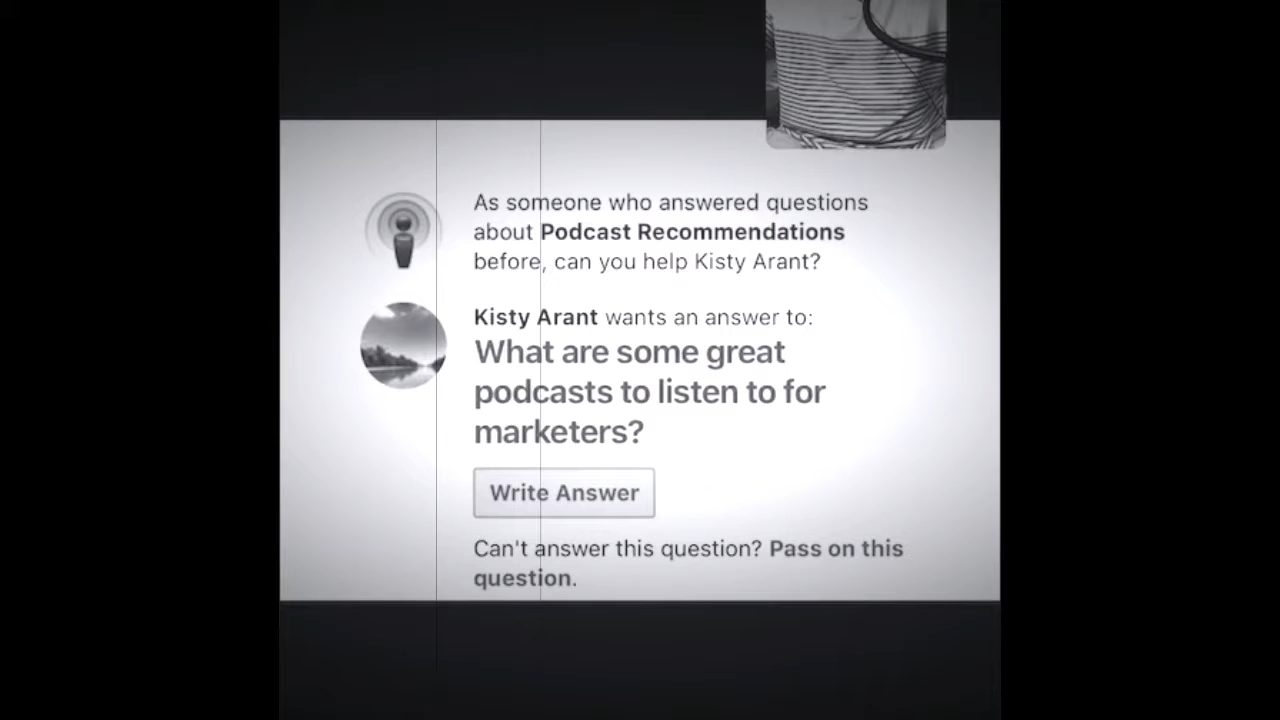 As someone who answered questions
about Podcast Recommendations
before, can you help Kisty Arant?
Kisty Arant wants an answer to:
What are some great
podcasts to listen to for
marketers?
Write Answer
Can't answer this question? Pass on this
question.